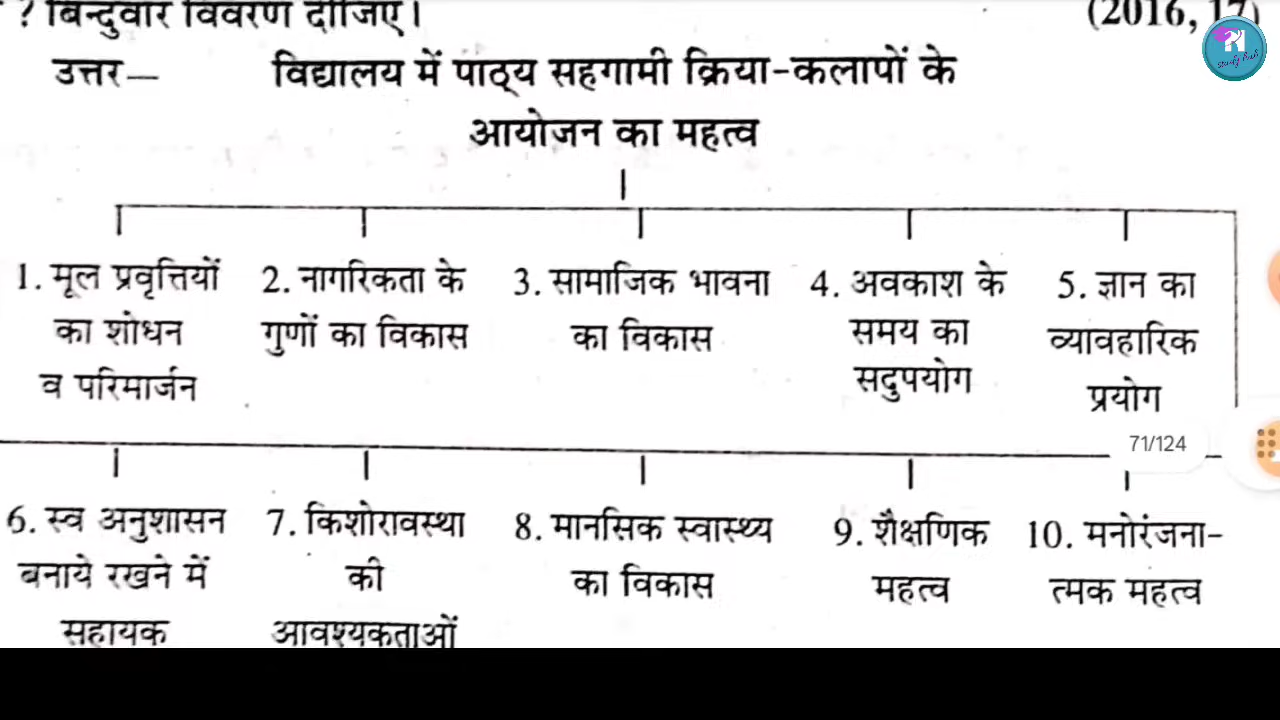 ? बिन्दुवार विवरण दीजिए। (2016, 17)
उत्तर— विद्यालय में पाठ्य सहगामी क्रिया-कलापों के
आयोजन का महत्व
1. मूल प्रवृत्तियों
का शोधन
व परिमार्जन
2. नागरिकता के
गुणों का विकास
3. सामाजिक भावना
का विकास
4. अवकाश के
समय का
सदुपयोग
5. ज्ञान का
व्यावहारिक
प्रयोग
71/124
6. स्व अनुशासन
बनाये रखने में
सहायक
7. किशोरावस्था
की
आवश्यकताओं
8. मानसिक स्वास्थ्य
का विकास
9. शैक्षणिक
महत्व
10. मनोरंजना-
त्मक महत्व